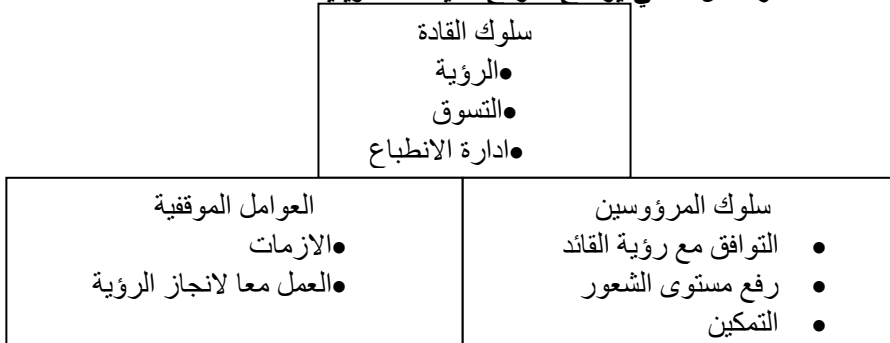 سلوك القادة
●الرؤية
●التسوق
●ادارة الانطباع
العوامل الموقفية
●الازمات
●العمل معا لانجاز الرؤية
سلوك المرؤوسين
● التوافق مع رؤية القائد
● رفع مستوى الشعور
● التمكين